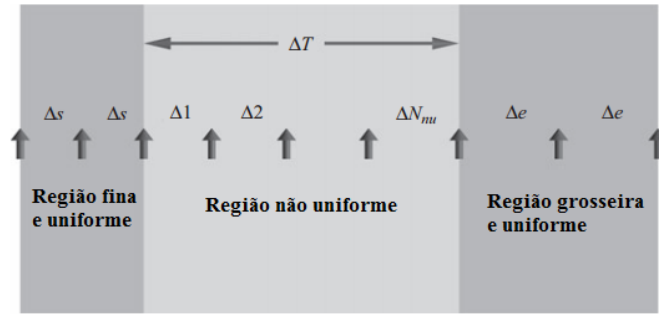 ΔT
Δs Δs Δ1 Δ2 ΔN_nu Δe Δe
Região fina
e uniforme
Região não uniforme
Região grosseira
e uniforme